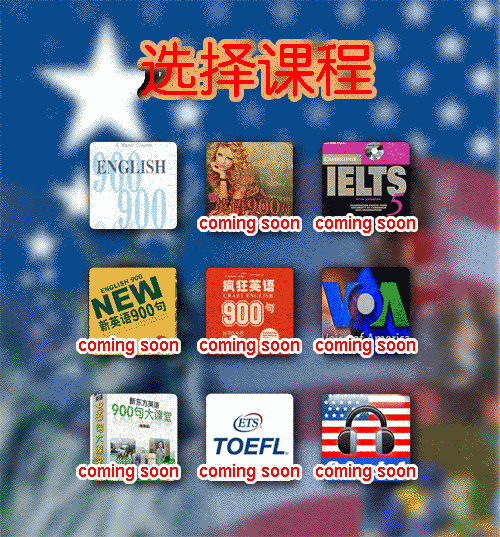 选择课程
A Basic Course
ENGLISH
900
900
900
coming soon
CAMBRIDGE
IELTS
5
coming soon
ENGLISH 900
NEW
新英语900句
coming soon
疯狂英语
CRAZY ENGLISH
900句
coming soon
VOA
coming soon
新东方英语
900句大课堂
coming soon
ETS
TOEFL
coming soon
coming soon